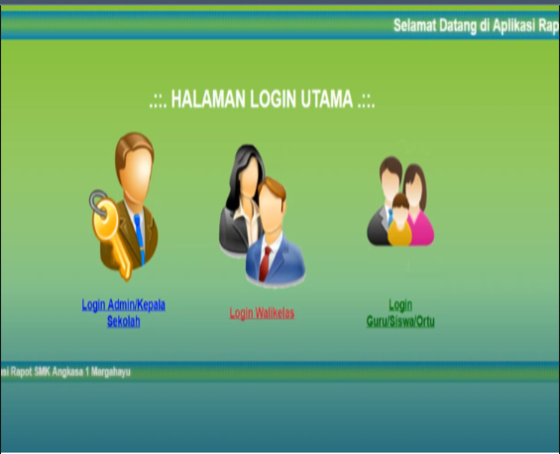 Selamat Datang di Aplikasi Rap
.::. HALAMAN LOGIN UTAMA .::.
Login Admin/Kepala
Sekolah
Login Walikelas
Login
Guru/Siswa/Ortu
si Rapot SMK Angkasa 1 Margahayu